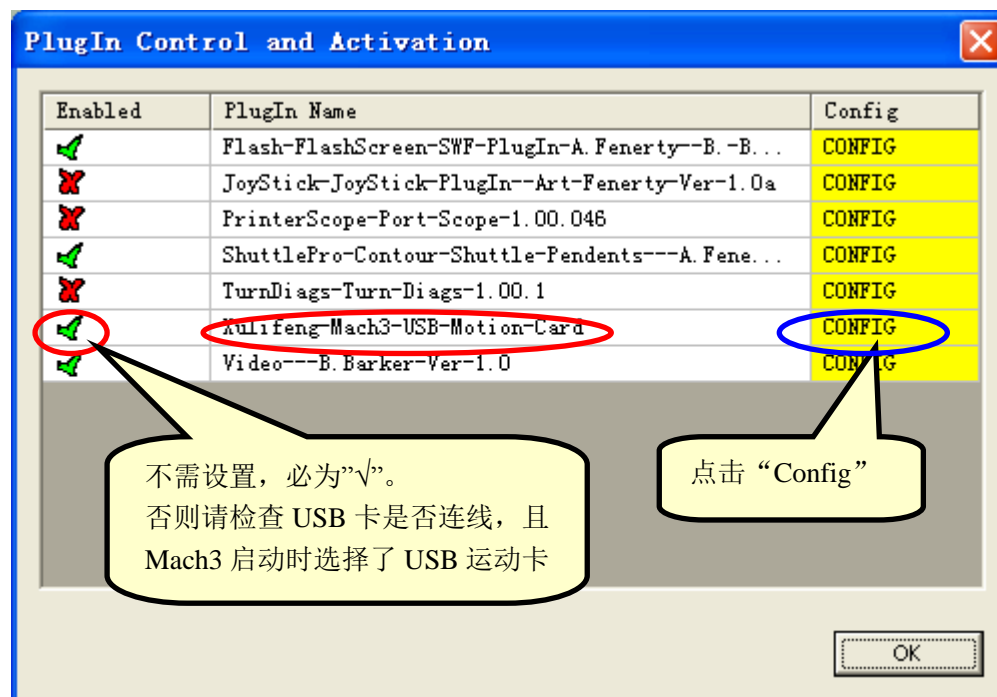 PlugIn Control and Activation
Enabled PlugIn Name Config
Flash-FlashScreen-SWF-PlugIn-A.Fenerty--B.-B... CONFIG
JoyStick-JoyStick-PlugIn--Art-Fenerty-Ver-1.0a CONFIG
PrinterScope-Port-Scope-1.00.046 CONFIG
ShuttlePro-Contour-Shuttle-Pendents---A.Fene... CONFIG
TurnDiags-Turn-Diags-1.00.1 CONFIG
Xulifeng-Mach3-USB-Motion-Card CONFIG
Video---B.Barker-Ver-1.0 CONFIG
不需设置，必为”√”。
否则请检查 USB 卡是否连线，且
Mach3 启动时选择了 USB 运动卡
点击“Config”
OK